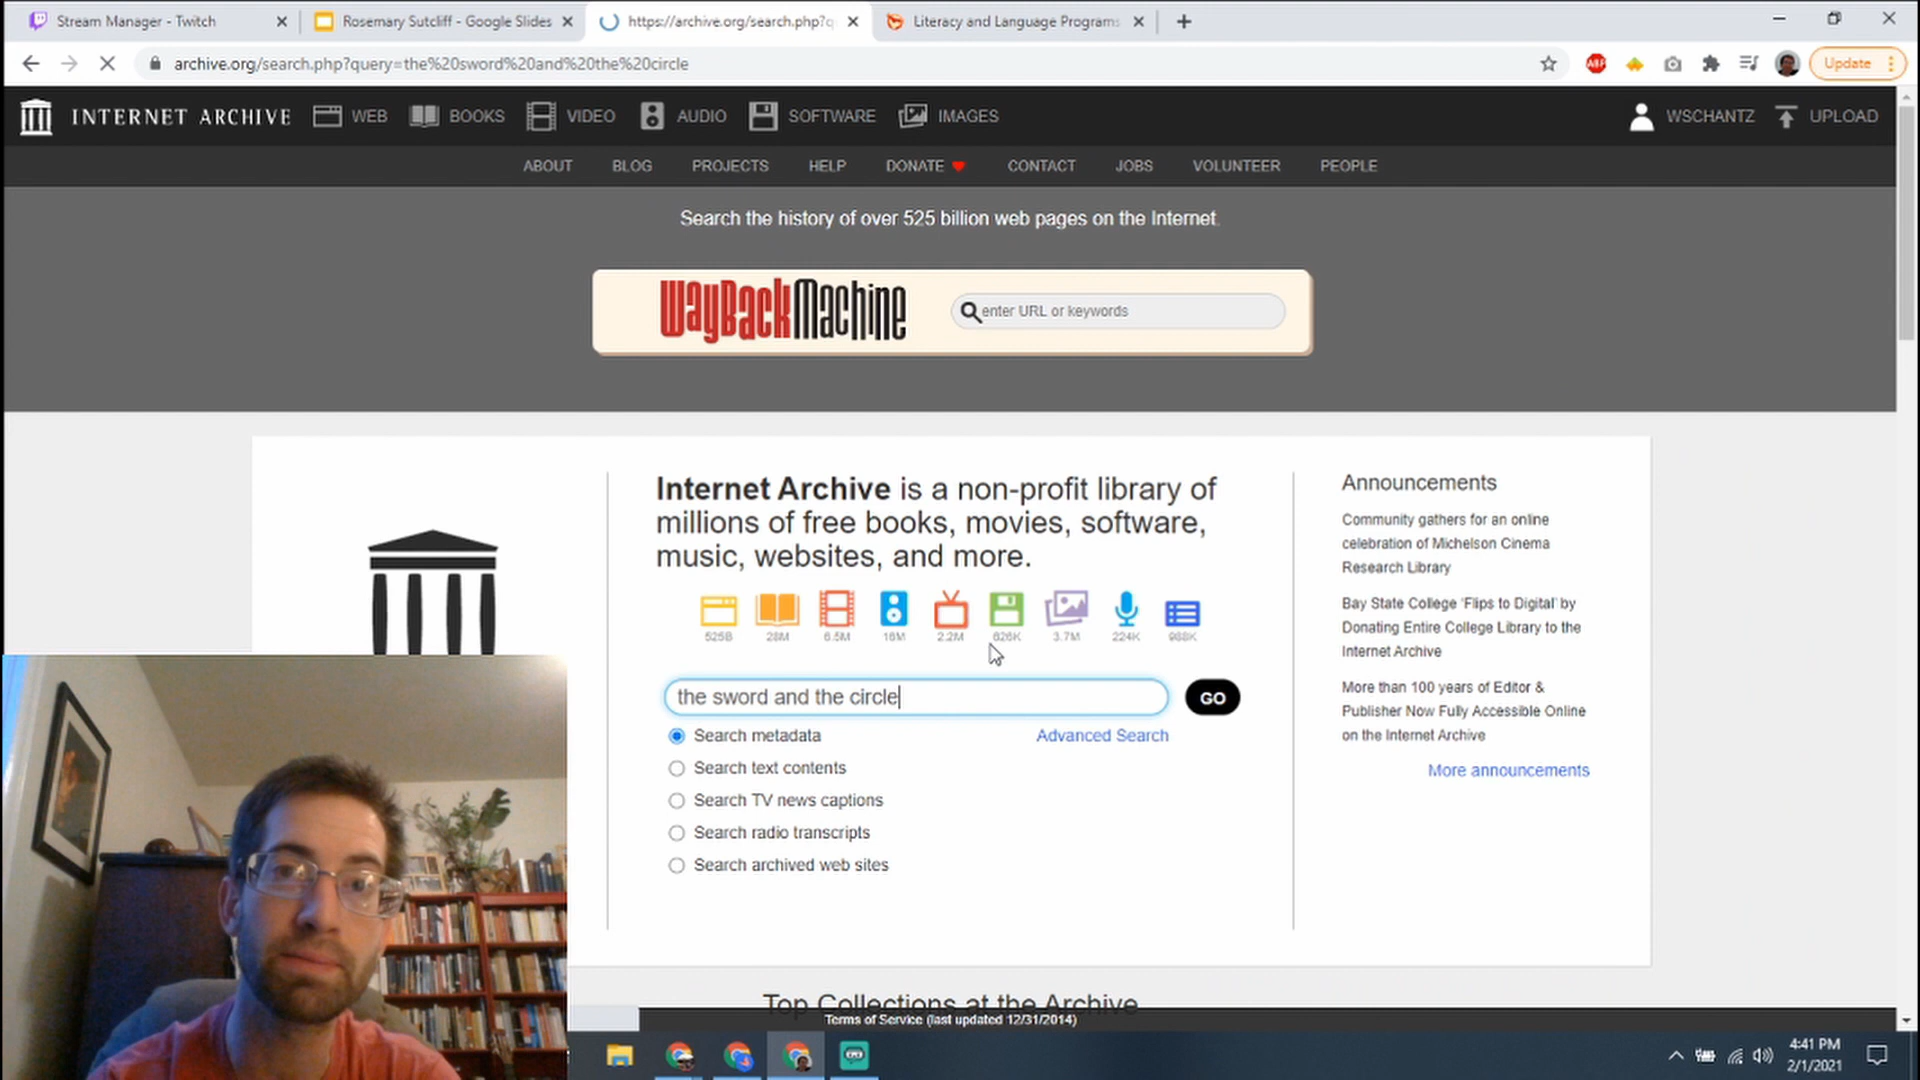 Stream Manager - Twitch
Rosemary Sutcliff - Google Slides
https://archive.org/search.php?q
Literacy and Language Programs
archive.org/search.php?query=the%20sword%20and%20the%20circle
ABP
Update
INTERNET ARCHIVE
WEB
BOOKS
VIDEO
AUDIO
SOFTWARE
IMAGES
WSCHANTZ
UPLOAD
ABOUT
BLOG
PROJECTS
HELP
DONATE
CONTACT
JOBS
VOLUNTEER
PEOPLE
Search the history of over 525 billion web pages on the Internet.
WayBackMachine
enter URL or keywords
Internet Archive is a non-profit library of
millions of free books, movies, software,
music, websites, and more.
525B
28M
6.5M
16M
2.2M
626K
3.7M
224K
988K
the sword and the circle
GO
Search metadata
Advanced Search
Search text contents
Search TV news captions
Search radio transcripts
Search archived web sites
Announcements
Community gathers for an online
celebration of Michelson Cinema
Research Library
Bay State College 'Flips to Digital' by
Donating Entire College Library to the
Internet Archive
More than 100 years of Editor &
Publisher Now Fully Accessible Online
on the Internet Archive
More announcements
Top Collections at the Archive
Terms of Service (last updated 12/31/2014)
4:41 PM
2/1/2021